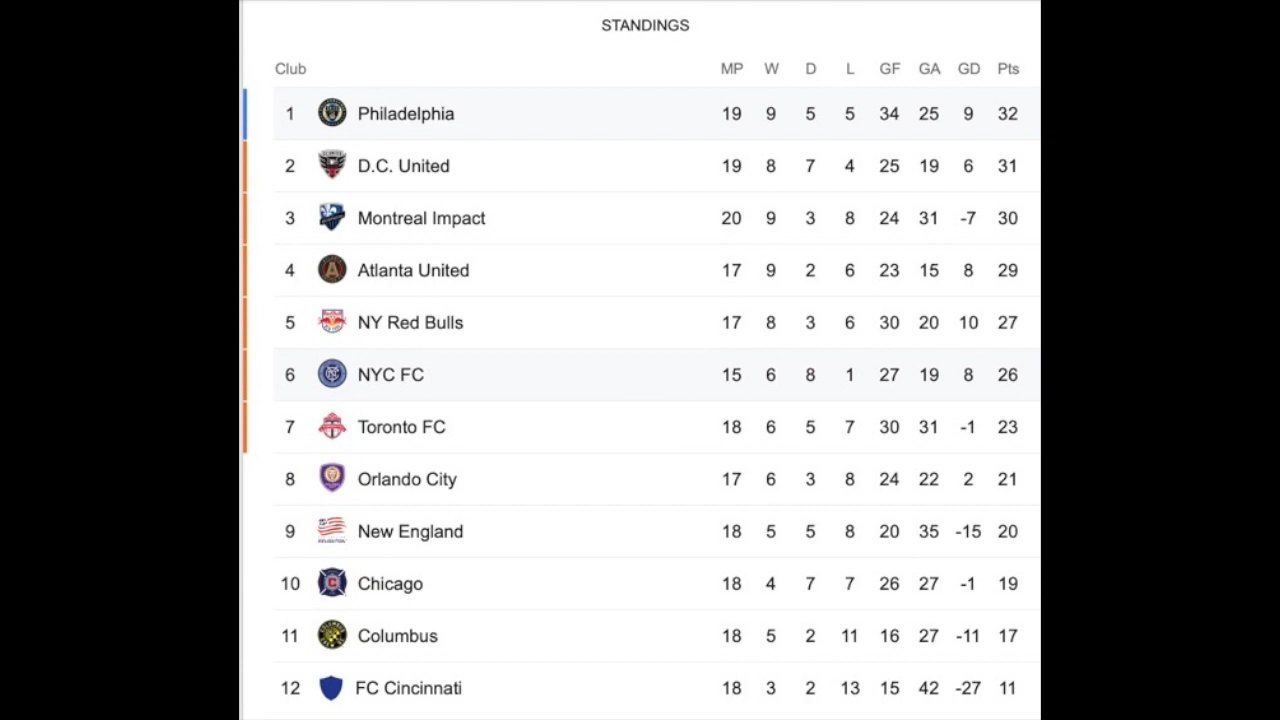 STANDINGS
Club MP W D L GF GA GD Pts
1 Philadelphia 19 9 5 5 34 25 9 32
2 D.C. United 19 8 7 4 25 19 6 31
3 Montreal Impact 20 9 3 8 24 31 -7 30
4 Atlanta United 17 9 2 6 23 15 8 29
5 NY Red Bulls 17 8 3 6 30 20 10 27
6 NYC FC 15 6 8 1 27 19 8 26
7 Toronto FC 18 6 5 7 30 31 -1 23
8 Orlando City 17 6 3 8 24 22 2 21
9 New England 18 5 5 8 20 35 -15 20
10 Chicago 18 4 7 7 26 27 -1 19
11 Columbus 18 5 2 11 16 27 -11 17
12 FC Cincinnati 18 3 2 13 15 42 -27 11